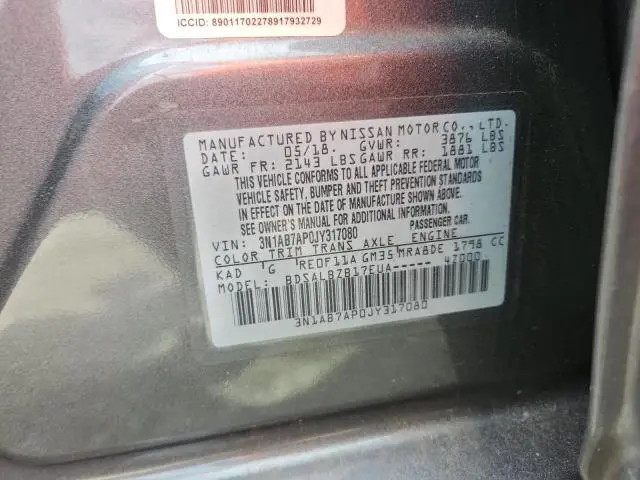 ICCID: 89011702278917932729
MANUFACTURED BY NISSAN MOTOR CO., LTD.
DATE: 05/18 GVWR: 3876 LBS
GAWR FR: 2143 LBS GAWR RR: 1881 LBS
THIS VEHICLE CONFORMS TO ALL APPLICABLE FEDERAL MOTOR
VEHICLE SAFETY, BUMPER AND THEFT PREVENTION STANDARDS
IN EFFECT ON THE DATE OF MANUFACTURE SHOWN ABOVE.
SEE OWNER'S MANUAL FOR ADDITIONAL INFORMATION.
VIN: 3N1AB7AP0JY317080 PASSENGER CAR.
COLOR TRIM TRANS AXLE ENGINE
KAD G RE0F11A GM35 MRA8DE 1798 CC
MODEL: BDSALBZB17EUA----- 4Z000
3N1AB7AP0JY317080